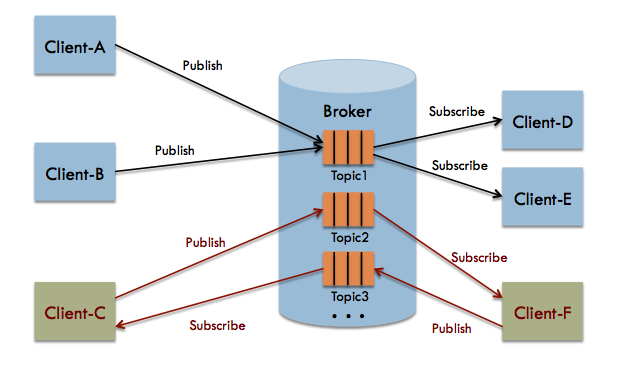 Client-A
Publish
Broker
Subscribe
Client-D
Publish
Client-B
Topic1
Subscribe
Client-E
Publish
Topic2
Subscribe
Topic3
Client-C
Subscribe
• • •
Publish
Client-F